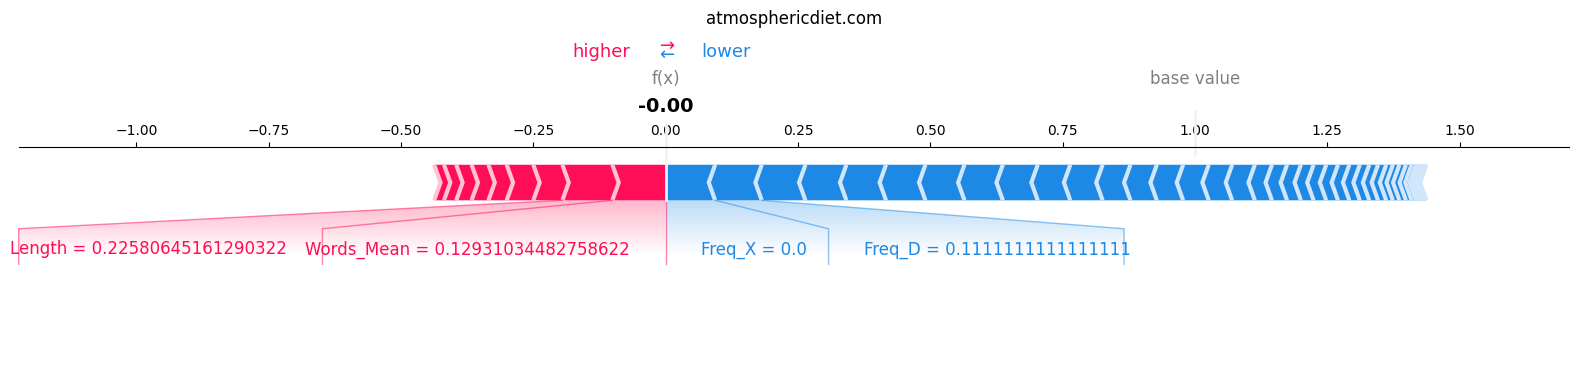 atmosphericdiet.com
higher ⇄ lower
f(x) base value
-0.00
−1.00 −0.75 −0.50 −0.25 0.00 0.25 0.50 0.75 1.00 1.25 1.50
Length = 0.22580645161290322 Words_Mean = 0.12931034482758622 Freq_X = 0.0 Freq_D = 0.1111111111111111